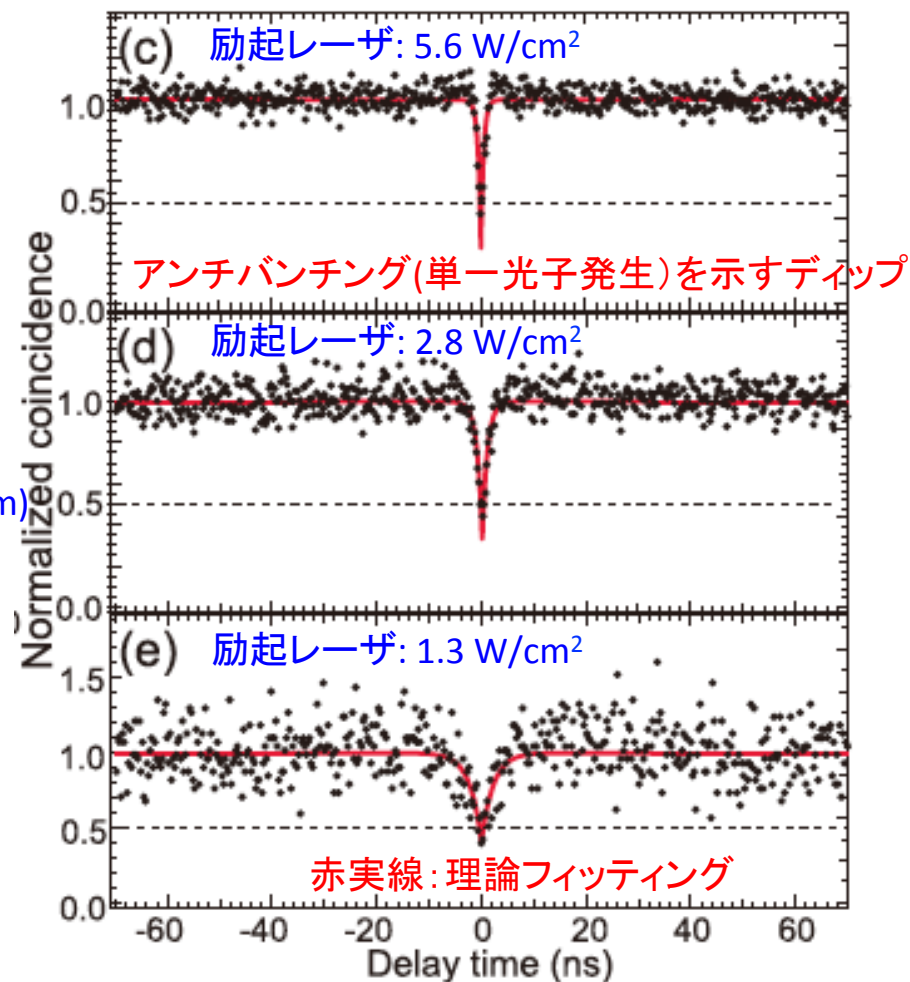 (c) 励起レーザ: 5.6 W/cm²
1.0
0.5
アンチバンチング(単一光子発生）を示すディップ
0.0
(d) 励起レーザ: 2.8 W/cm²
1.0
m)
0.5
0.0
(e) 励起レーザ: 1.3 W/cm²
1.5
1.0
0.5
赤実線：理論フィッティング
0.0
Normalized coincidence
-60 -40 -20 0 20 40 60
Delay time (ns)